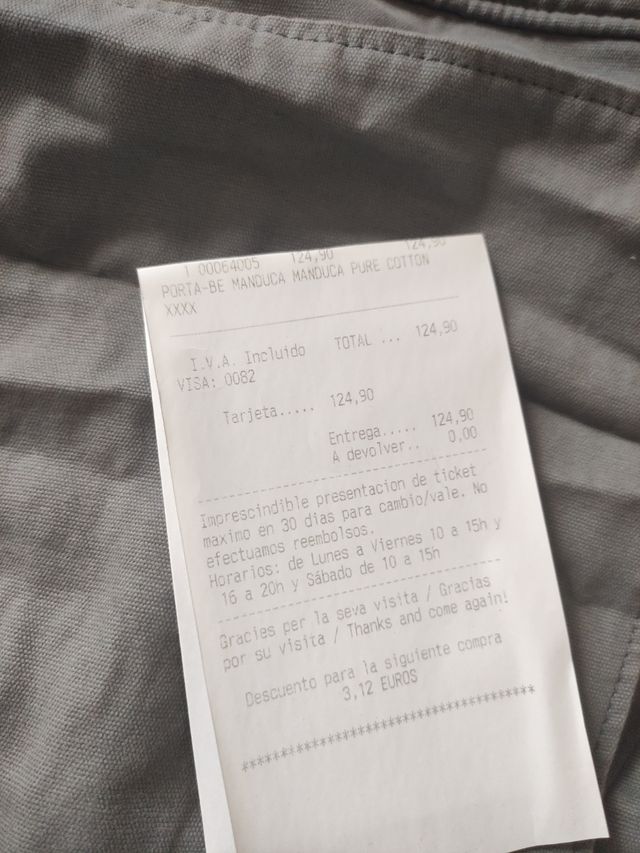 1 00064005 124,90 124,90
PORTA-BE MANDUCA MANDUCA PURE COTTON
XXXX
I.V.A. Incluido TOTAL ... 124,90
VISA: 0082
Tarjeta..... 124,90
Entrega..... 124,90
A devolver.. 0,00
Imprescindible presentacion de ticket
maximo en 30 dias para cambio/vale. No
efectuamos reembolsos.
Horarios: de Lunes a Viernes 10 a 15h y
16 a 20h y Sábado de 10 a 15h
Gracies per la seva visita / Gracias
por su visita / Thanks and come again!
Descuento para la siguiente compra
3,12 EUROS
**************************************